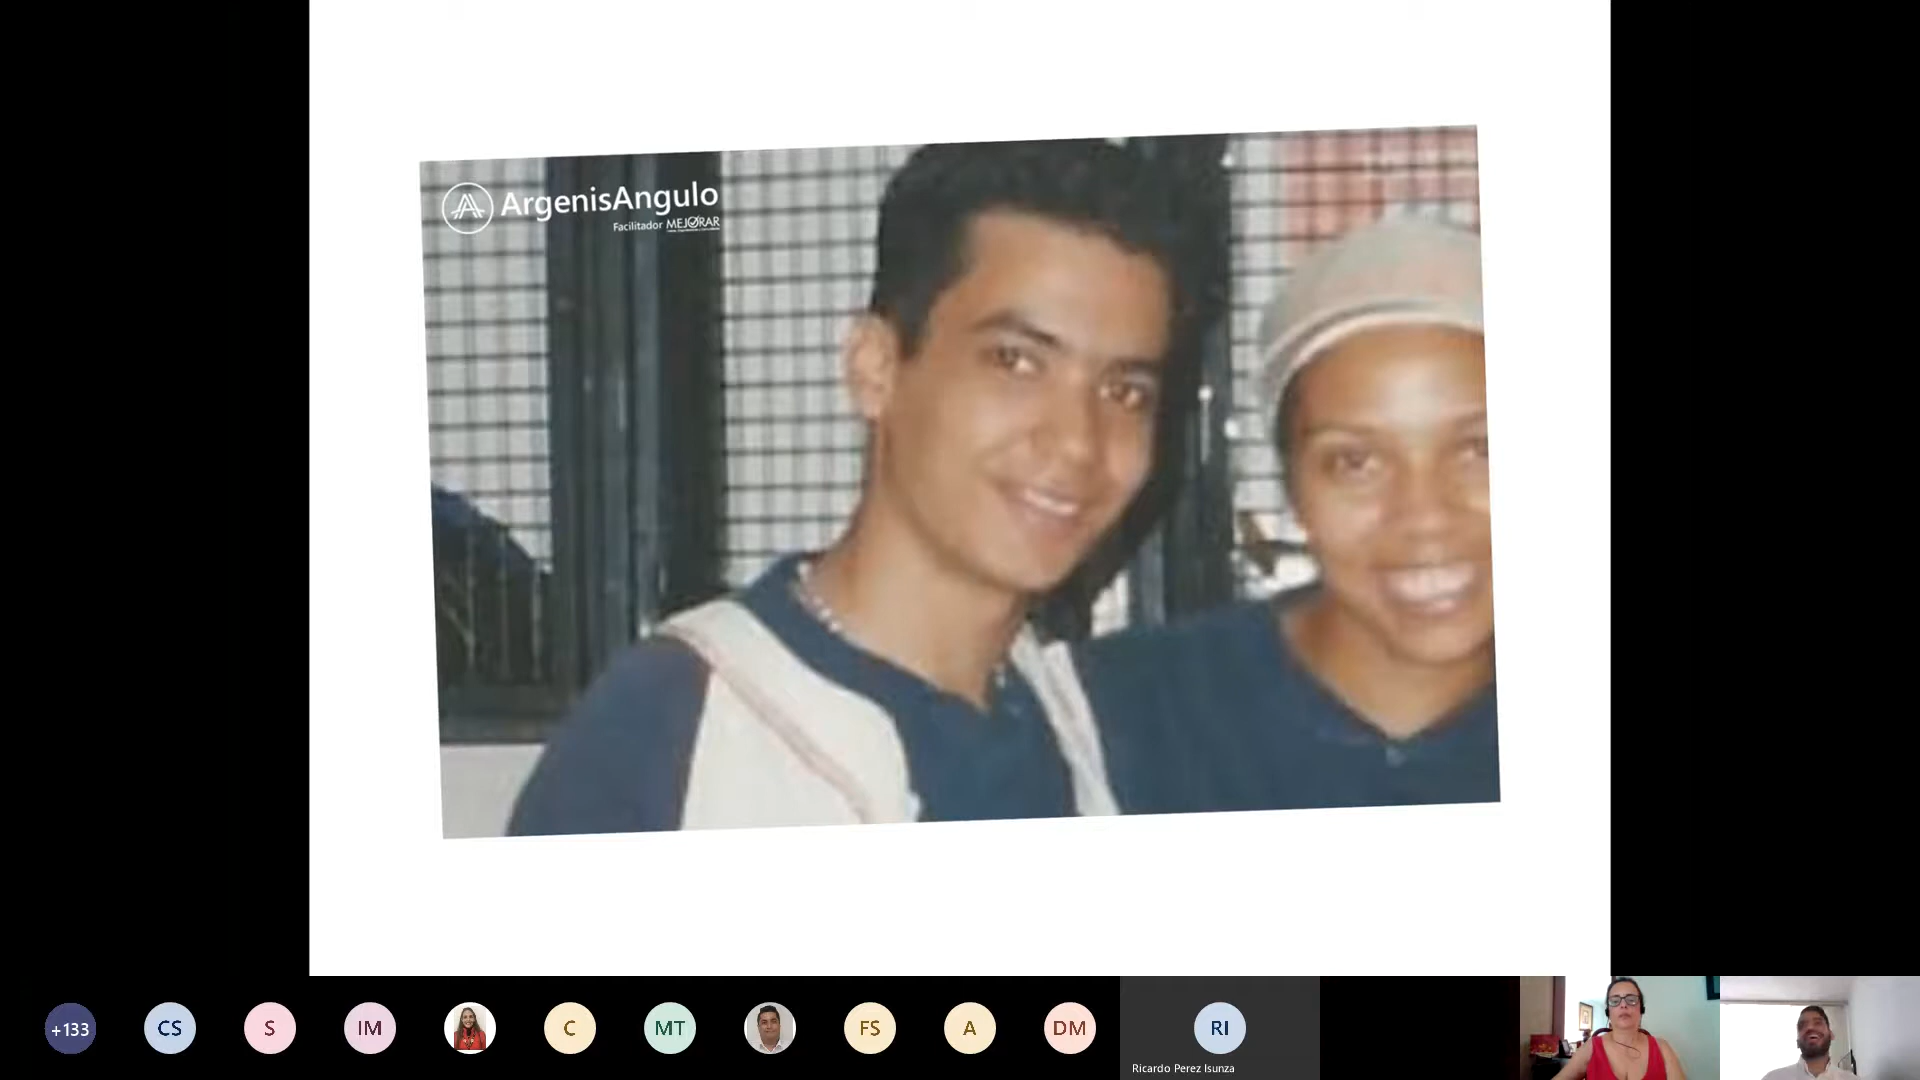 ArgenisAngulo
Facilitador MEJORAR
+133
CS
S
IM
C
MT
FS
A
DM
RI
Ricardo Perez Isunza